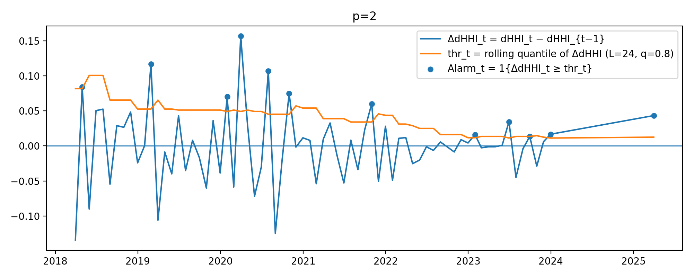 p=2
ΔdHHI_t = dHHI_t − dHHI_{t−1}
thr_t = rolling quantile of ΔdHHI (L=24, q=0.8)
Alarm_t = 1{ΔdHHI_t ≥ thr_t}
0.15
0.10
0.05
0.00
−0.05
−0.10
2018 2019 2020 2021 2022 2023 2024 2025